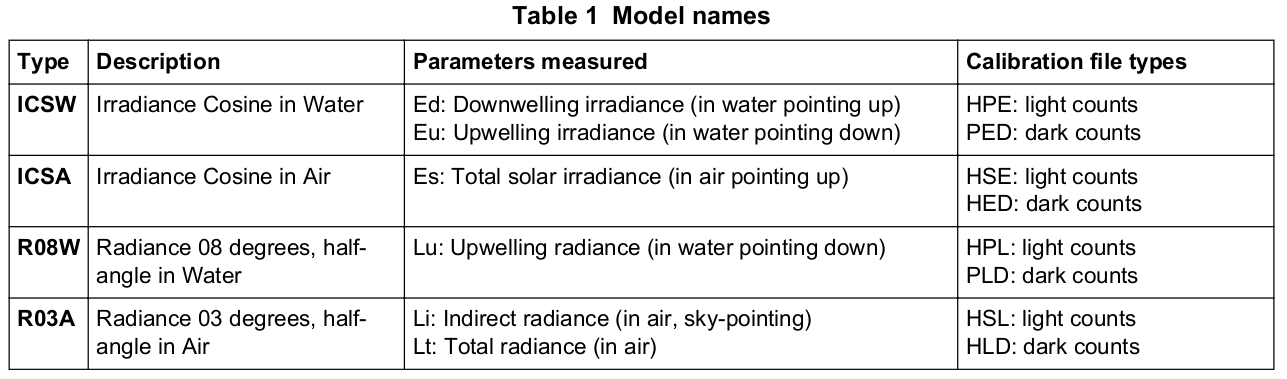 Table 1 Model names
Type Description Parameters measured Calibration file types
ICSW Irradiance Cosine in Water Ed: Downwelling irradiance (in water pointing up) HPE: light counts
Eu: Upwelling irradiance (in water pointing down) PED: dark counts
ICSA Irradiance Cosine in Air Es: Total solar irradiance (in air pointing up) HSE: light counts
HED: dark counts
R08W Radiance 08 degrees, half- Lu: Upwelling radiance (in water pointing down) HPL: light counts
angle in Water PLD: dark counts
R03A Radiance 03 degrees, half- Li: Indirect radiance (in air, sky-pointing) HSL: light counts
angle in Air Lt: Total radiance (in air) HLD: dark counts